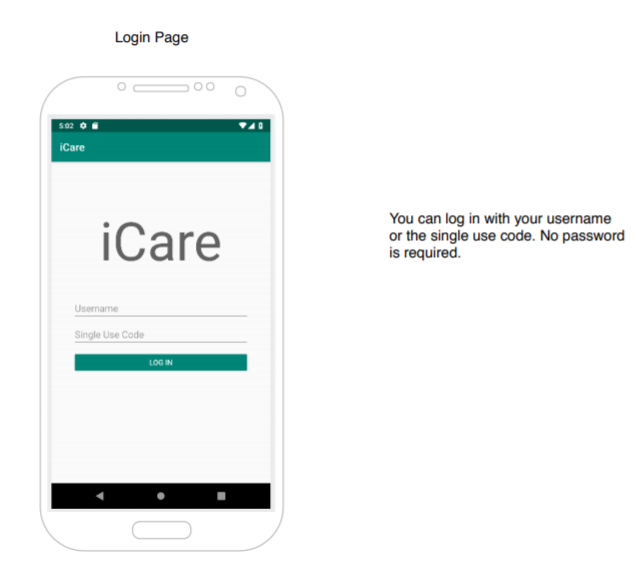 Login Page
5:02
iCare
iCare
You can log in with your username
or the single use code. No password
is required.
Username
Single Use Code
LOG IN